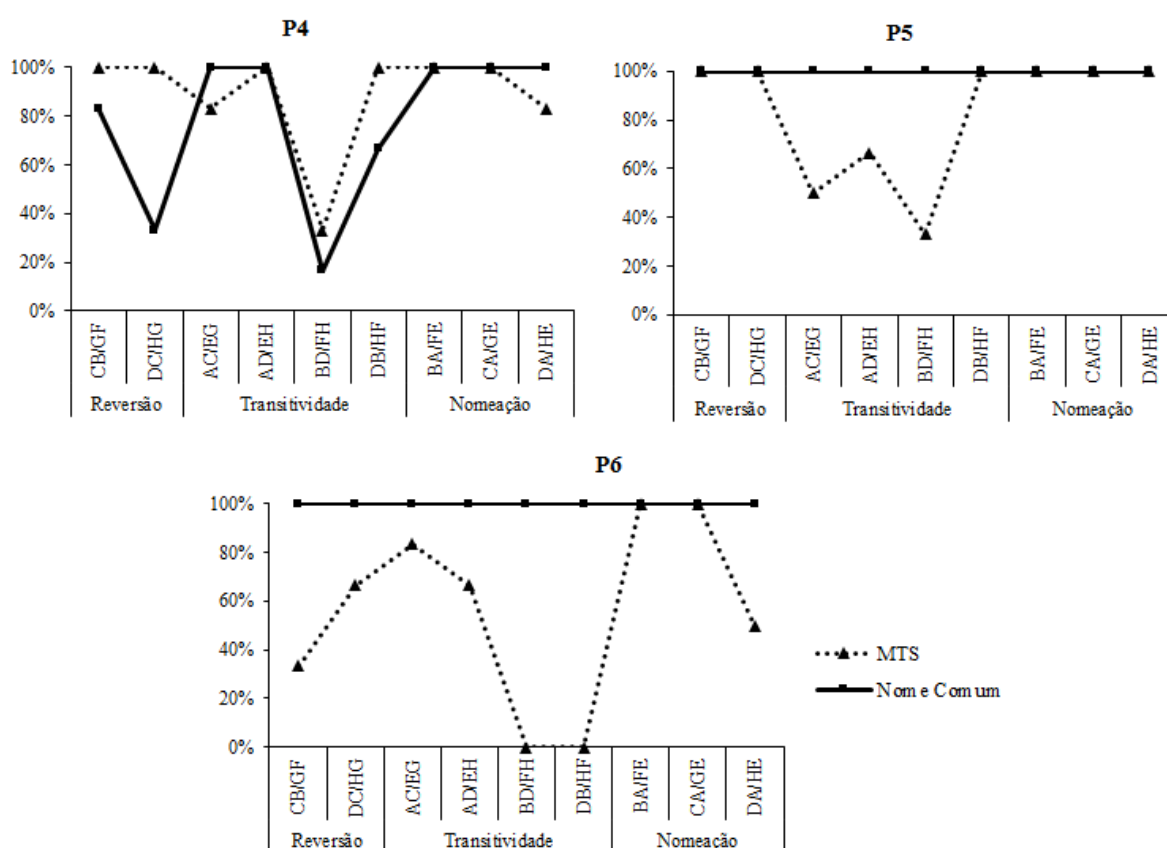 P4
100%
80%
60%
40%
20%
0%
CB/GF
DC/HG
AC/EG
AD/EH
BD/FH
DB/HF
BA/FE
CA/GE
DA/HE
Reversão
Transitividade
Nomeação
P5
100%
80%
60%
40%
20%
0%
CB/GF
DC/HG
AC/EG
AD/EH
BD/FH
DB/HF
BA/FE
CA/GE
DA/HE
Reversão
Transitividade
Nomeação
P6
100%
80%
60%
40%
20%
0%
CB/GF
DC/HG
AC/EG
AD/EH
BD/FH
DB/HF
BA/FE
CA/GE
DA/HE
Reversão
Transitividade
Nomeação
MTS
Nome Comum